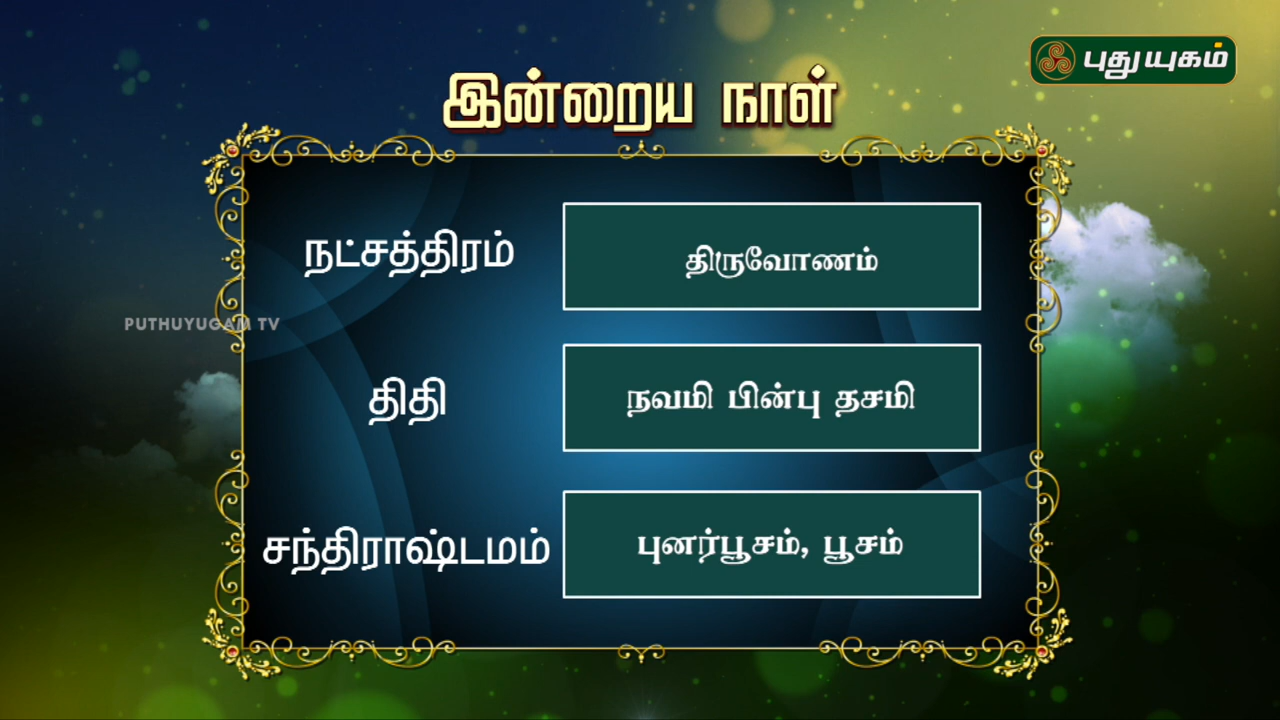 புதுயுகம்
இன்றைய நாள்
நட்சத்திரம் திருவோணம்
PUTHUYUGAM TV
திதி நவமி பின்பு தசமி
சந்திராஷ்டமம் புனர்பூசம், பூசம்